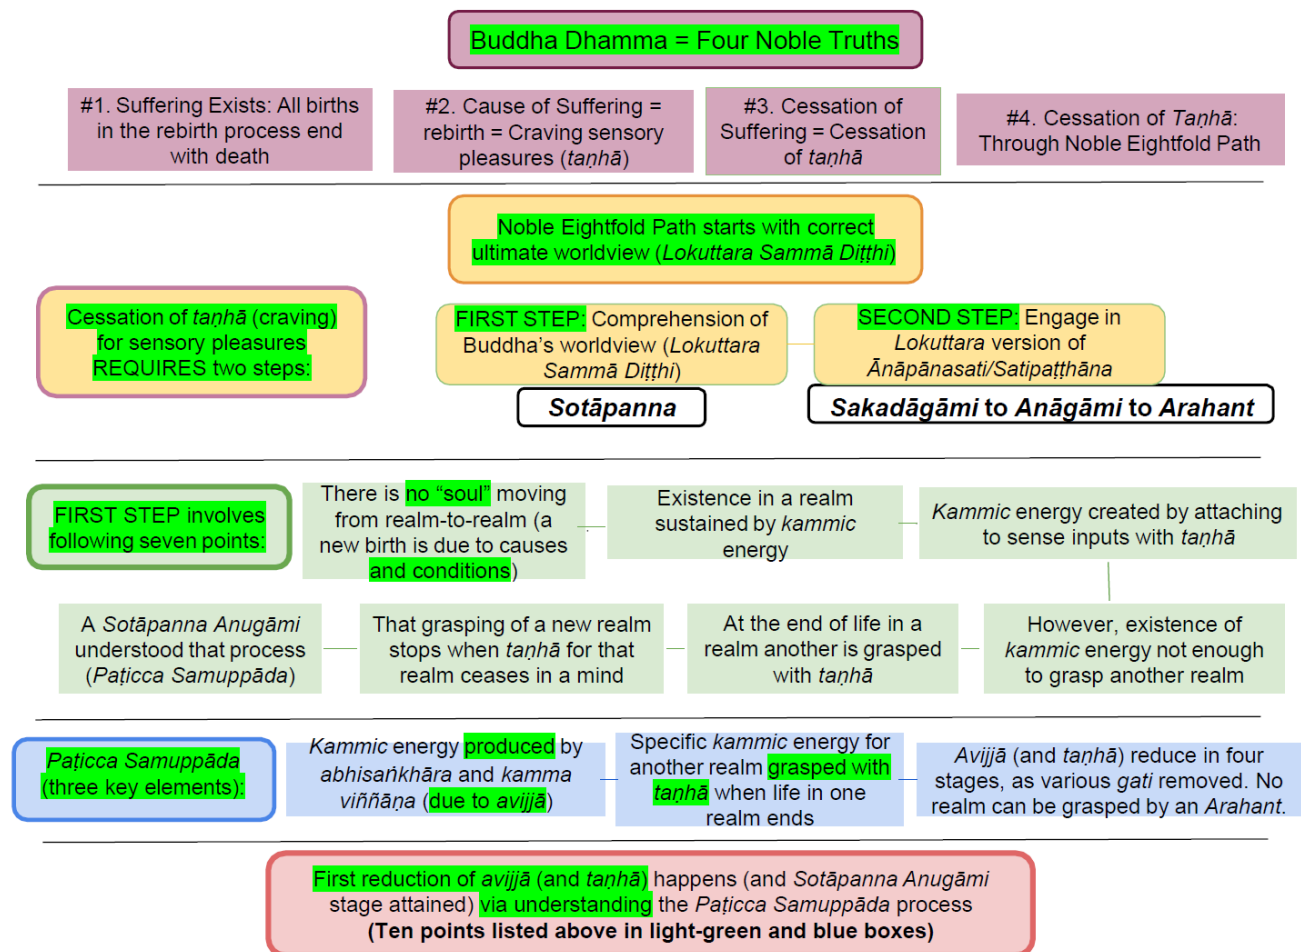 Buddha Dhamma = Four Noble Truths
#1. Suffering Exists: All births
in the rebirth process end
with death
#2. Cause of Suffering =
rebirth = Craving sensory
pleasures (taṇhā)
#3. Cessation of
Suffering = Cessation
of taṇhā
#4. Cessation of Taṇhā:
Through Noble Eightfold Path
Noble Eightfold Path starts with correct
ultimate worldview (Lokuttara Sammā Diṭṭhi)
Cessation of taṇhā (craving)
for sensory pleasures
REQUIRES two steps:
FIRST STEP: Comprehension of
Buddha’s worldview (Lokuttara
Sammā Diṭṭhi)
SECOND STEP: Engage in
Lokuttara version of
Ānāpānasati/Satipaṭṭhāna
Sotāpanna
Sakadāgāmi to Anāgāmi to Arahant
FIRST STEP involves
following seven points:
There is no “soul” moving
from realm-to-realm (a
new birth is due to causes
and conditions)
Existence in a realm
sustained by kammic
energy
Kammic energy created by attaching
to sense inputs with taṇhā
A Sotāpanna Anugāmi
understood that process
(Paṭicca Samuppāda)
That grasping of a new realm
stops when taṇhā for that
realm ceases in a mind
At the end of life in a
realm another is grasped
with taṇhā
However, existence of
kammic energy not enough
to grasp another realm
Paṭicca Samuppāda
(three key elements):
Kammic energy produced by
abhisaṅkhāra and kamma
viññāṇa (due to avijjā)
Specific kammic energy for
another realm grasped with
taṇhā when life in one
realm ends
Avijjā (and taṇhā) reduce in four
stages, as various gati removed. No
realm can be grasped by an Arahant.
First reduction of avijjā (and taṇhā) happens (and Sotāpanna Anugāmi
stage attained) via understanding the Paṭicca Samuppāda process
(Ten points listed above in light-green and blue boxes)